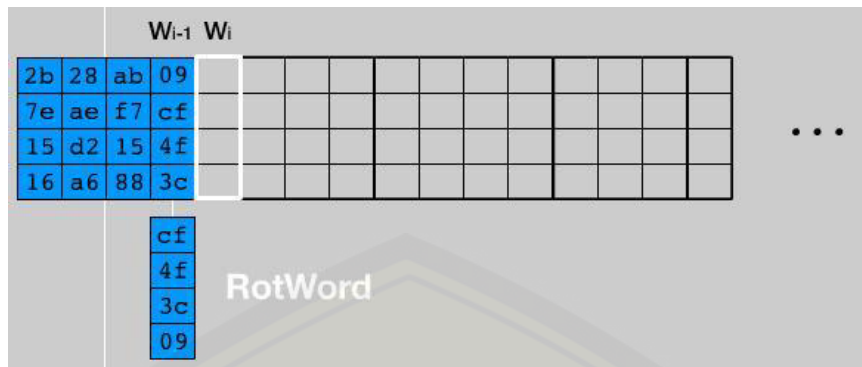 Wi-1 Wi
2b 28 ab 09
7e ae f7 cf
15 d2 15 4f
16 a6 88 3c
...
cf
4f
3c
09
RotWord